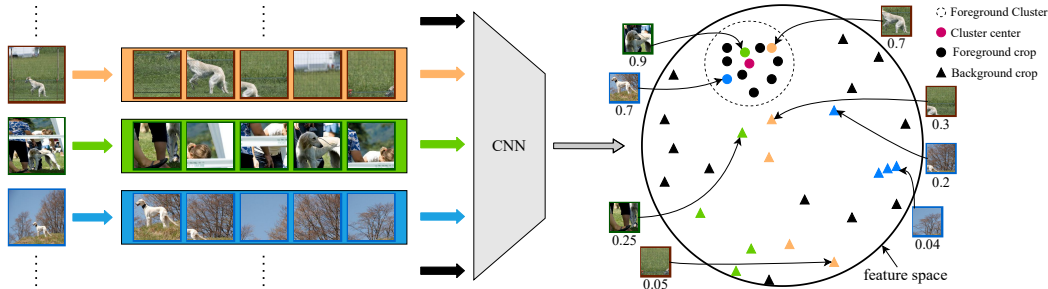 Foreground Cluster
Cluster center
Foreground crop
Background crop
0.7
0.9
0.7
0.3
CNN
0.2
0.25
0.04
0.05
feature space